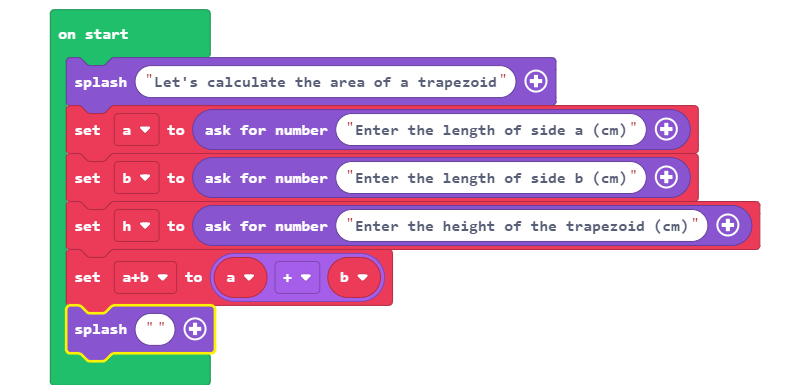 on start
splash "Let's calculate the area of a trapezoid"
set a to ask for number "Enter the length of side a (cm)"
set b to ask for number "Enter the length of side b (cm)"
set h to ask for number "Enter the height of the trapezoid (cm)"
set a+b to a + b
splash " "